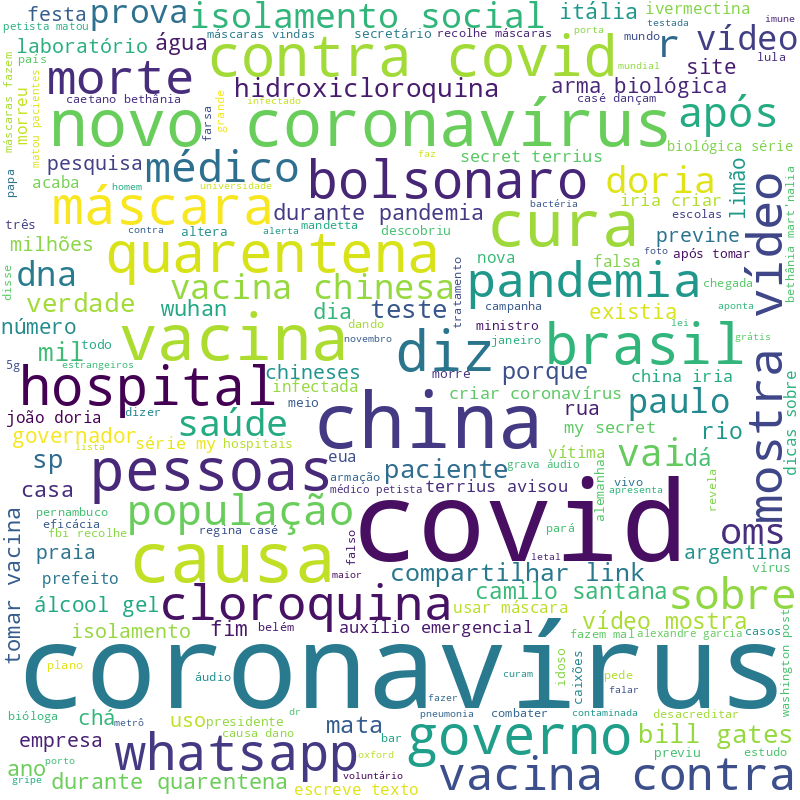 festa
prova
isolamento social
itália
ivermectina
petista matou
testada
imune
porta
laboratório
água
máscaras vindas
secretário
recolhe máscaras
mundo
r
vídeo
lula
país
contra covid
mundial
site
morte
caetano bethânia
hidroxicloroquina
arma biológica
casé dançam
máscaras fazem
morreu
matou pacientes
farsa
grande
infectado
novo coronavírus
após
pesquisa
médico
faz
secret terrius
biológica série
papa
acaba
homem
universidade
bolsonaro
doria
limão
máscara
durante pandemia
cura
iria criar
escolas
bactéria
três
contra
altera
alerta
mandetta
descobriu
previne
milhões
quarentena
nova
falsa
após tomar
bethânia mart'nalia
disse
dna
vacina chinesa
tratamento
pandemia
foto
chegada
mostra vídeo
verdade
wuhan
dia
teste
campanha
existia
aponta
número
vacina
dando
ministro
janeiro
lei
grátis
mil
todo
novembro
diz
brasil
5g
estrangeiros
chineses
morre
porque
china iria
hospital
infectada
criar coronavírus
paulo
meio
china
joão doria
dizer
saúde
rua
my secret
rio
dicas sobre
governador
série my
hospitais
lista
eua
vítima
vai
dá
sp
pessoas
armação
paciente
grava áudio
alemanha
vivo
revela
casa
médico petista
terrius avisou
apresenta
pernambuco
eficácia
população
covid
oms
fbi recolhe
regina casé
falso
pará
tomar vacina
praia
causa
letal
argentina
vírus
prefeito
maior
compartilhar link
camilo santana
sobre
álcool gel
cloroquina
usar máscara
vídeo mostra
isolamento
fim
belém
auxílio emergencial
fazem mal
alexandre garcia
casos
washington post
coronavírus
plano
áudio
curam
idoso
caixões
pede
falar
fazer
bióloga
chá
metrô
uso
presidente
dr
causa dano
mata
bar
pneumonia
combater
contaminada
desacreditar
empresa
whatsapp
governo
bill gates
previu
estudo
ano
porto
oxford
voluntário
vacina contra
gripe
durante quarentena
escreve texto